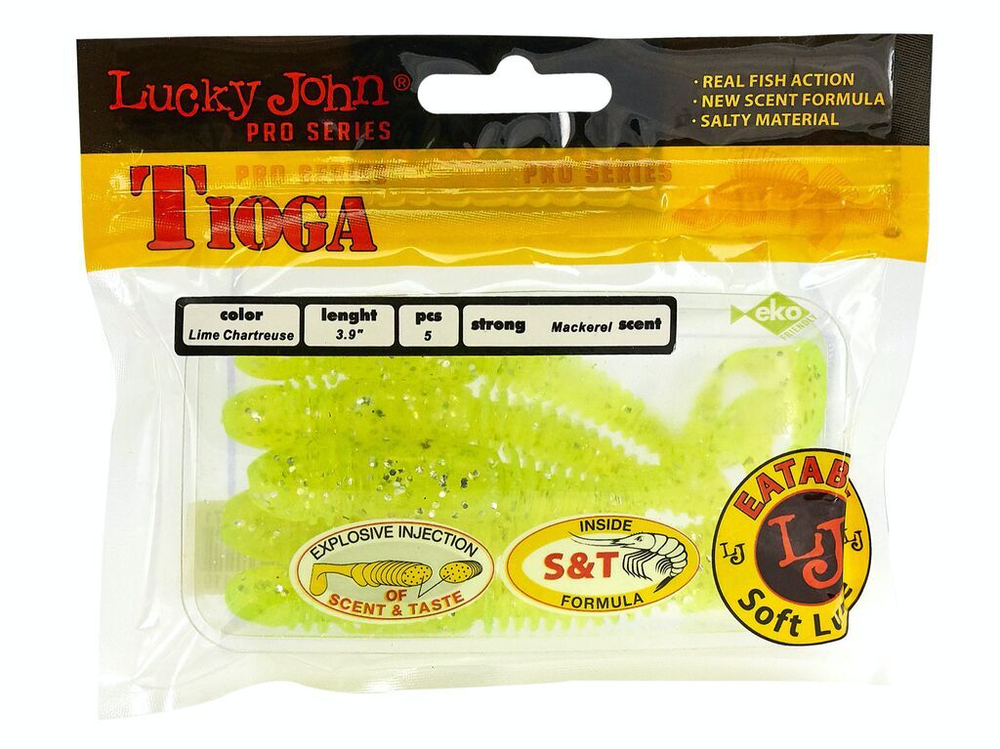 Lucky John®
PRO SERIES
· REAL FISH ACTION
· NEW SCENT FORMULA
· SALTY MATERIAL
PRO SERIES PRO SERIES
TIOGA
color
Lime Chartreuse
lenght
3.9"
pcs
5
strong Mackerel scent
eko
FRIENDLY
EXPLOSIVE INJECTION
OF
SCENT & TASTE
INSIDE
S&T
FORMULA
EATAB
LJ LJ LJ
Soft Lu